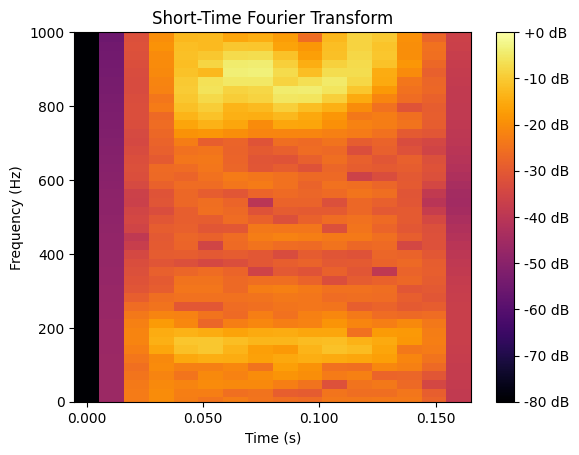 Short-Time Fourier Transform
1000
800
600
400
200
0
Frequency (Hz)
0.000
0.050
0.100
0.150
Time (s)
+0 dB
-10 dB
-20 dB
-30 dB
-40 dB
-50 dB
-60 dB
-70 dB
-80 dB